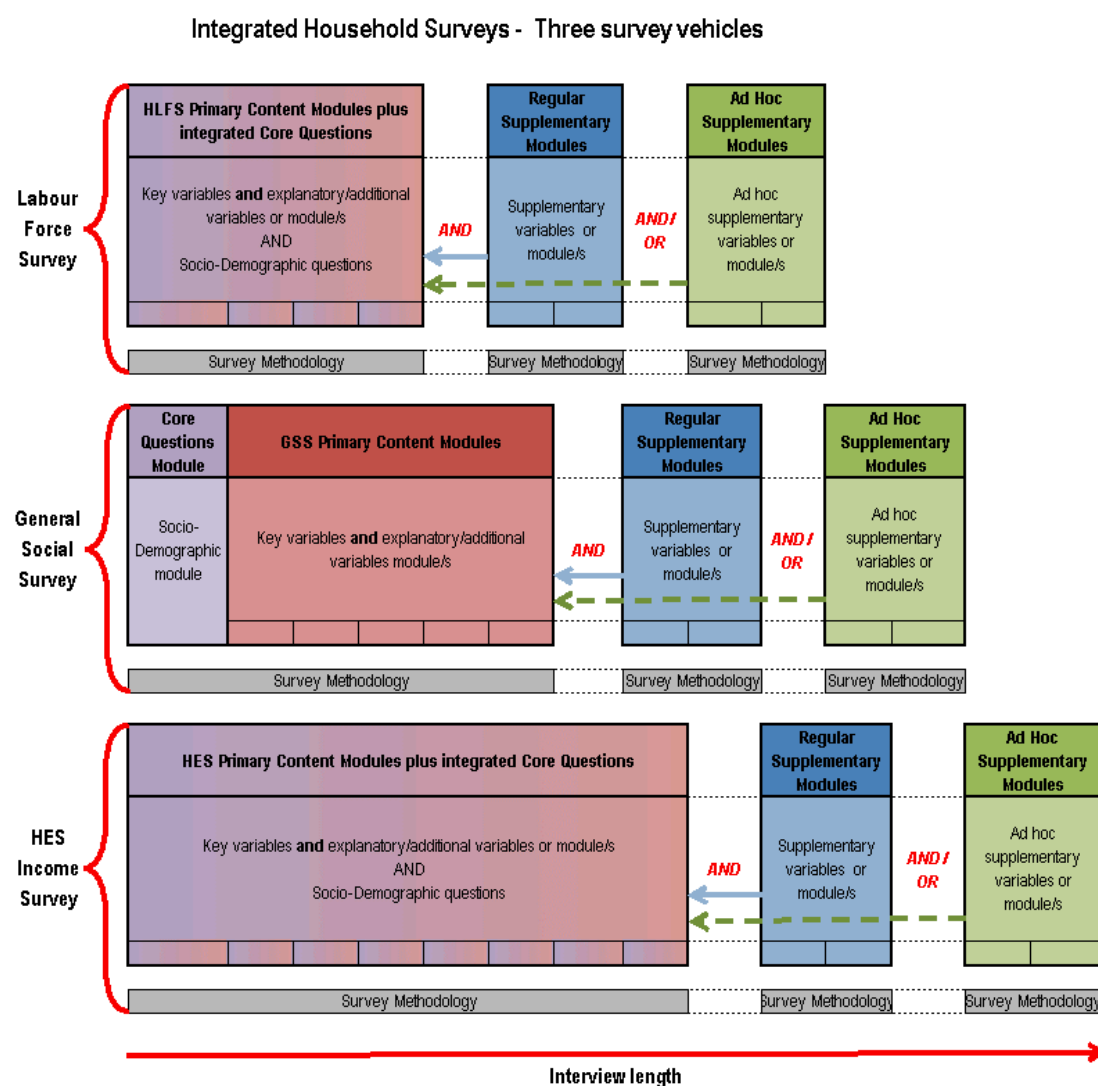 Integrated Household Surveys - Three survey vehicles
Labour
Force
Survey
HLFS Primary Content Modules plus
integrated Core Questions
Key variables and explanatory/additional
variables or module/s
AND
Socio-Demographic questions
AND
Regular
Supplementary
Modules
Supplementary
variables or
module/s
AND/
OR
Ad Hoc
Supplementary
Modules
Ad hoc
supplementary
variables or
module/s
Survey Methodology
Survey Methodology
Survey Methodology
General
Social
Survey
Core
Questions
Module
Socio-
Demographic
module
GSS Primary Content Modules
Key variables and explanatory/additional
variables module/s
AND
Regular
Supplementary
Modules
Supplementary
variables or
module/s
AND/
OR
Ad Hoc
Supplementary
Modules
Ad hoc
supplementary
variables or
module/s
Survey Methodology
Survey Methodology
Survey Methodology
HES
Income
Survey
HES Primary Content Modules plus integrated Core Questions
Key variables and explanatory/additional variables or module/s
AND
Socio-Demographic questions
AND
Regular
Supplementary
Modules
Supplementary
variables or
module/s
AND/
OR
Ad Hoc
Supplementary
Modules
Ad hoc
supplementary
variables or
module/s
Survey Methodology
Survey Methodology
Survey Methodology
Interview length